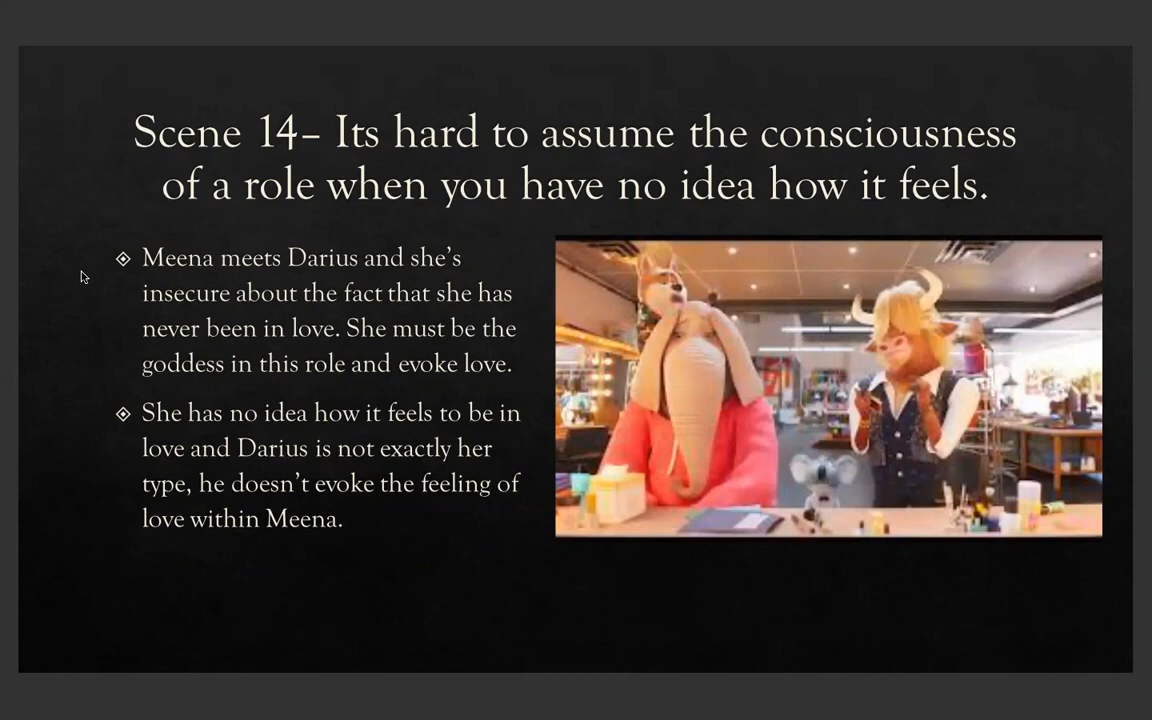 Scene 14– Its hard to assume the consciousness
of a role when you have no idea how it feels.
Meena meets Darius and she's
insecure about the fact that she has
never been in love. She must be the
goddess in this role and evoke love.
She has no idea how it feels to be in
love and Darius is not exactly her
type, he doesn't evoke the feeling of
love within Meena.